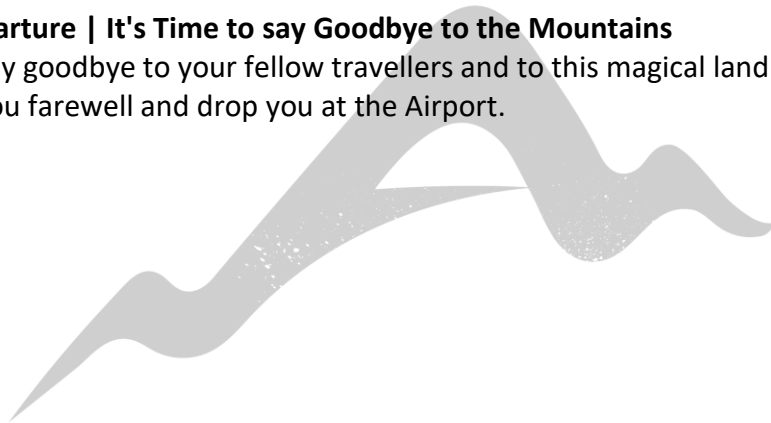 arture | It's Time to say Goodbye to the Mountains
y goodbye to your fellow travellers and to this magical land
ou farewell and drop you at the Airport.